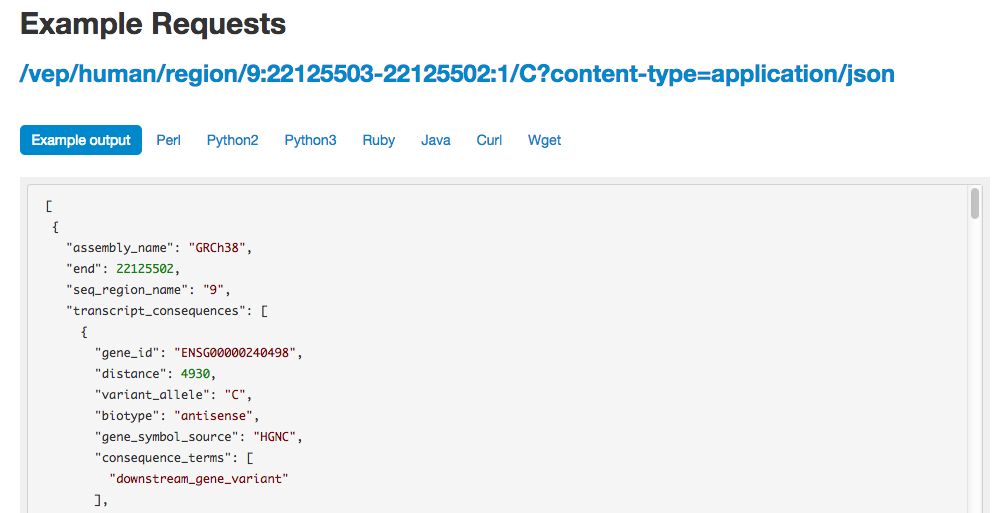 Example Requests
/vep/human/region/9:22125503-22125502:1/C?content-type=application/json
Example output Perl Python2 Python3 Ruby Java Curl Wget
[
{
"assembly_name": "GRCh38",
"end": 22125502,
"seq_region_name": "9",
"transcript_consequences": [
{
"gene_id": "ENSG00000240498",
"distance": 4930,
"variant_allele": "C",
"biotype": "antisense",
"gene_symbol_source": "HGNC",
"consequence_terms": [
"downstream_gene_variant"
],